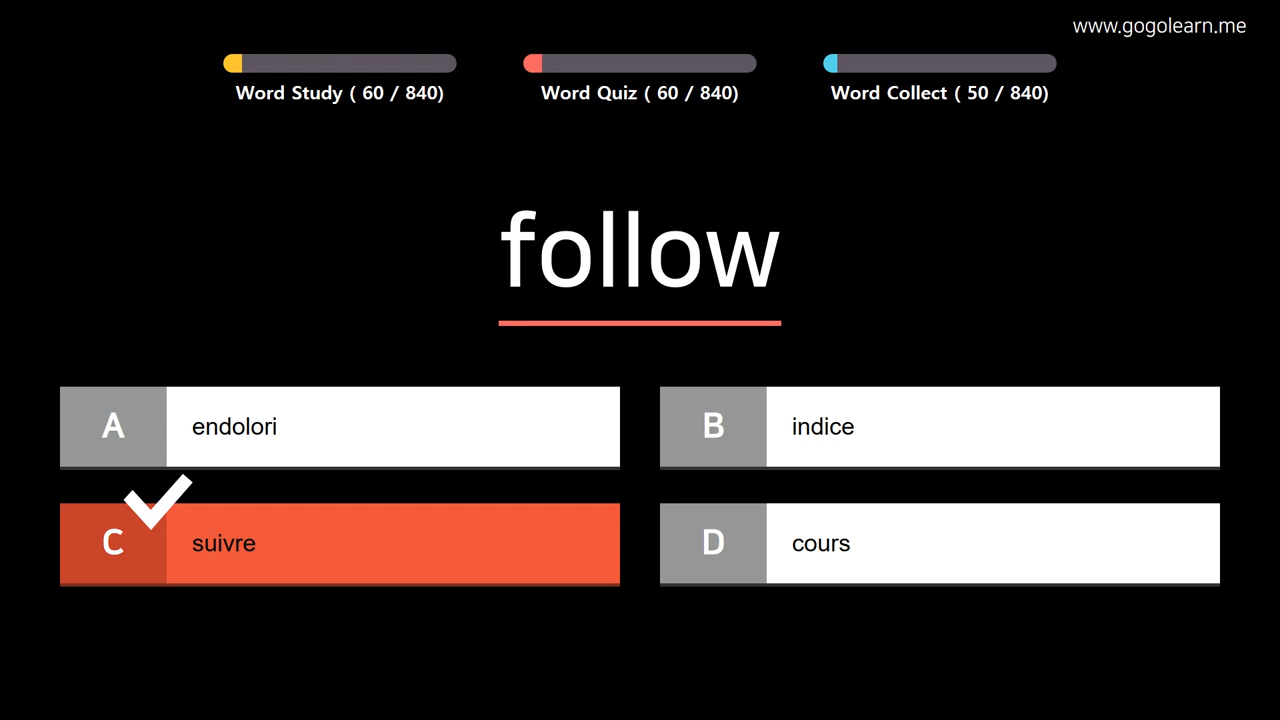 www.gogolearn.me
Word Study ( 60 / 840)
Word Quiz ( 60 / 840)
Word Collect ( 50 / 840)
follow
A endolori
B indice
C suivre
D cours